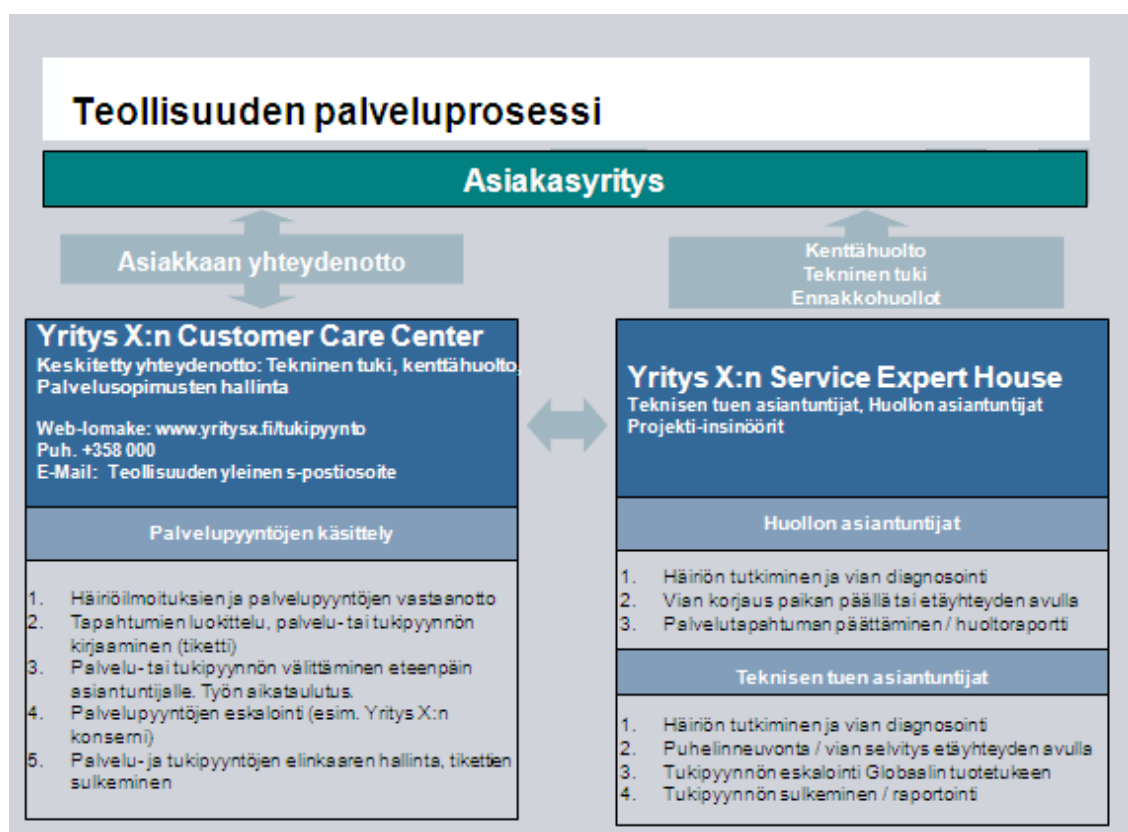 Teollisuuden palveluprosessi
Asiakasyritys
Asiakkaan yhteydenotto
Kenttähuolto
Tekninen tuki
Ennakkohuollot
Yritys X:n Customer Care Center
Keskitetty yhteydenotto: Tekninen tuki, kenttähuolto,
Palvelusopimusten hallinta
Web-lomake: www.yritysx.fi/tukipyynto
Puh. +358 000
E-Mail: Teollisuuden yleinen s-postiosoite
Palvelupyyntöjen käsittely
1. Häiriöilmoituksien ja palvelupyyntöjen vastaanotto
2. Tapahtumien luokittelu, palvelu- tai tukipyynnön
kirjaaminen (tiketti)
3. Palvelu- tai tukipyynnön välittäminen eteenpäin
asiantuntijalle. Työn aikataulutus.
4. Palvelupyyntöjen eskalointi (esim. Yritys X:n
konserni)
5. Palvelu- ja tukipyyntöjen elinkaaren hallinta, tikettien
sulkeminen
Yritys X:n Service Expert House
Teknisen tuen asiantuntijat, Huollon asiantuntijat
Projekti-insinöörit
Huollon asiantuntijat
1. Häiriön tutkiminen ja vian diagnosointi
2. Vian korjaus paikan päällä tai etäyhteyden avulla
3. Palvelutapahtuman päättäminen / huoltoraportti
Teknisen tuen asiantuntijat
1. Häiriön tutkiminen ja vian diagnosointi
2. Puhelinneuvonta / vian selvitys etäyhteyden avulla
3. Tukipyynnön eskalointi Globaalin tuotetukeen
4. Tukipyynnön sulkeminen / raportointi